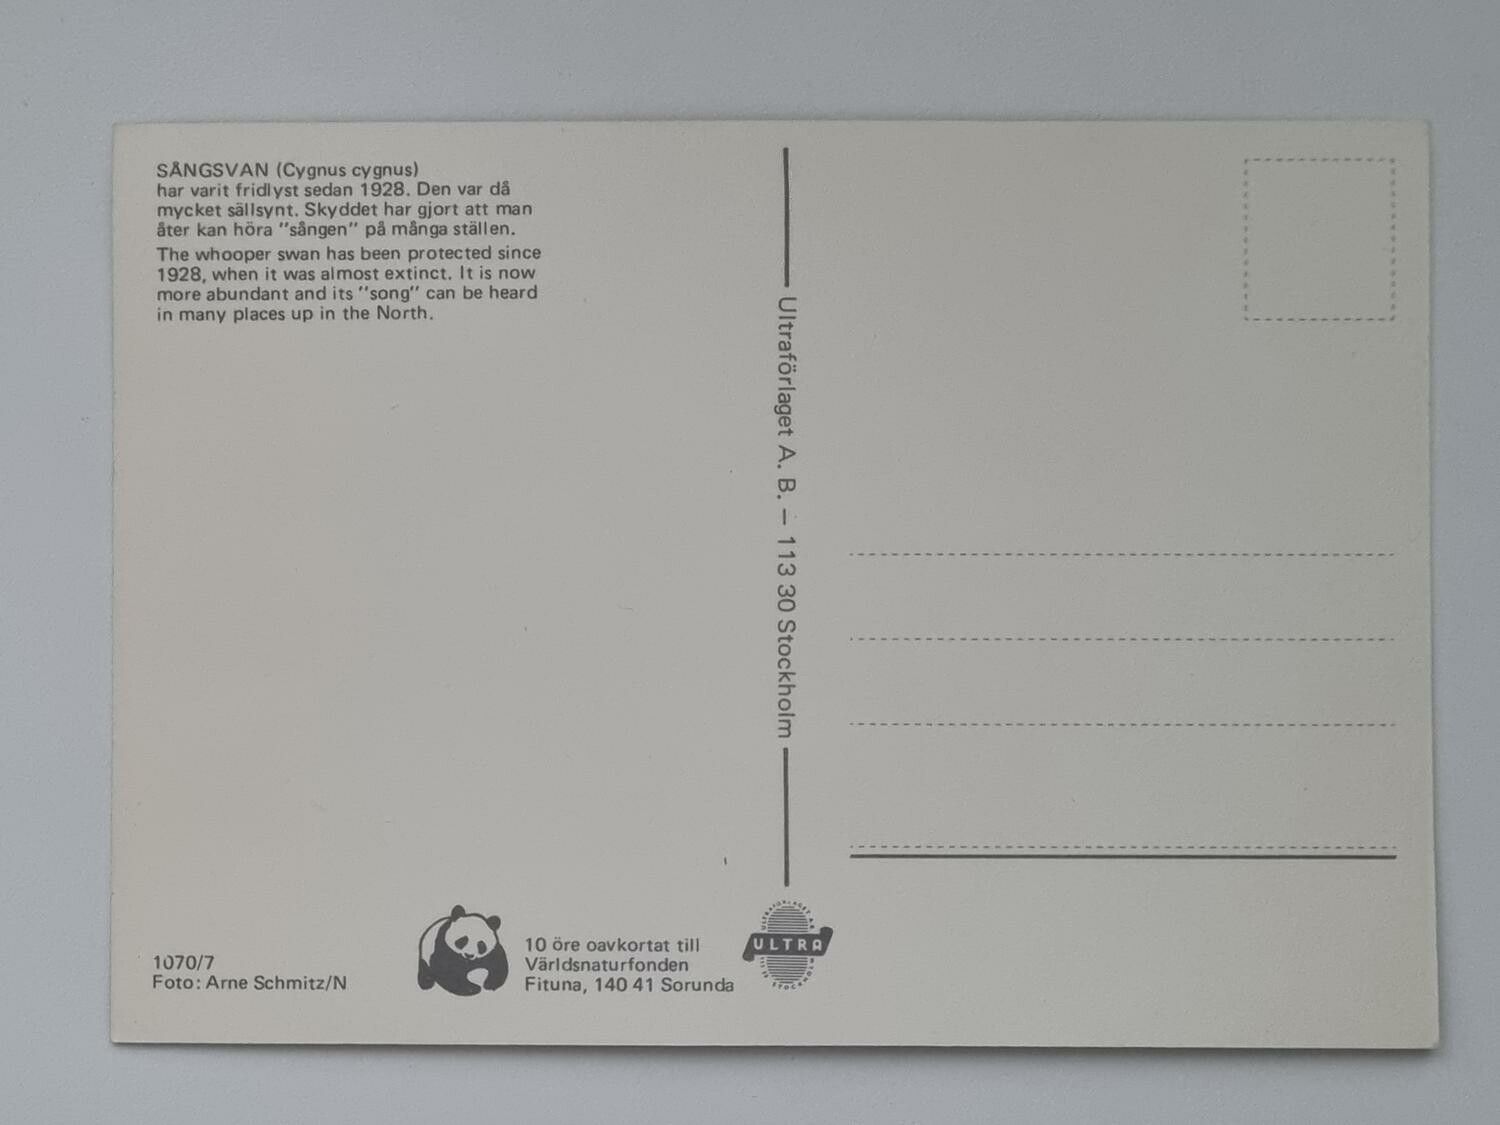 SÅNGSVAN (Cygnus cygnus)
har varit fridlyst sedan 1928. Den var då
mycket sällsynt. Skyddet har gjort att man
åter kan höra "sången" på många ställen.
The whooper swan has been protected since
1928, when it was almost extinct. It is now
more abundant and its "song" can be heard
in many places up in the North.
Ultraförlaget A. B. — 113 30 Stockholm
1070/7
Foto: Arne Schmitz/N
10 öre oavkortat till
Världsnaturfonden
Fituna, 140 41 Sorunda
ULTRAFÖRLAGET AB
ULTRA
STOCKHOLM